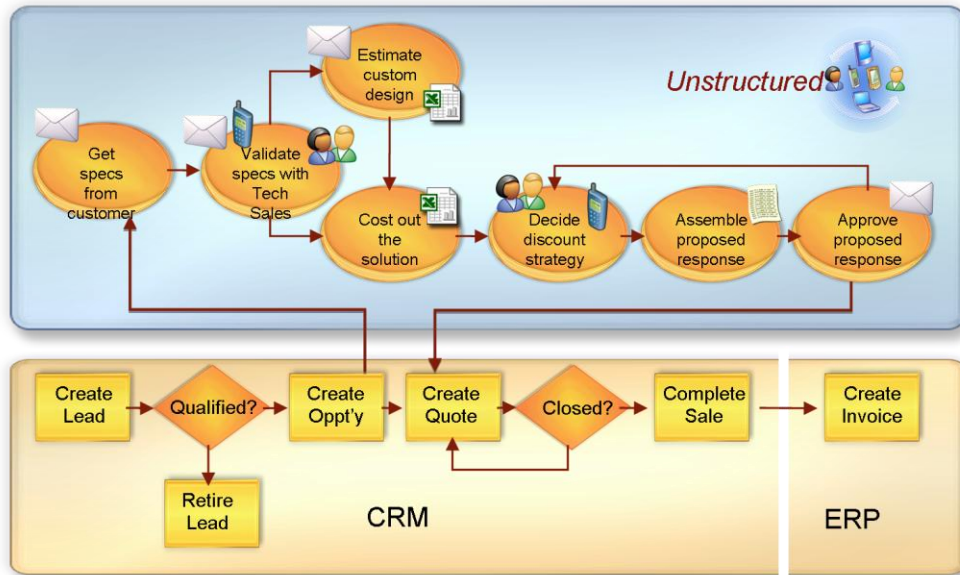 Estimate
custom
design
Unstructured
Get
specs
from
customer
Validate
specs with
Tech
Sales
Cost out
the
solution
Decide
discount
strategy
Assemble
proposed
response
Approve
proposed
response
Create
Lead
Qualified?
Create
Oppt'y
Create
Quote
Closed?
Complete
Sale
Create
Invoice
Retire
Lead
CRM
ERP